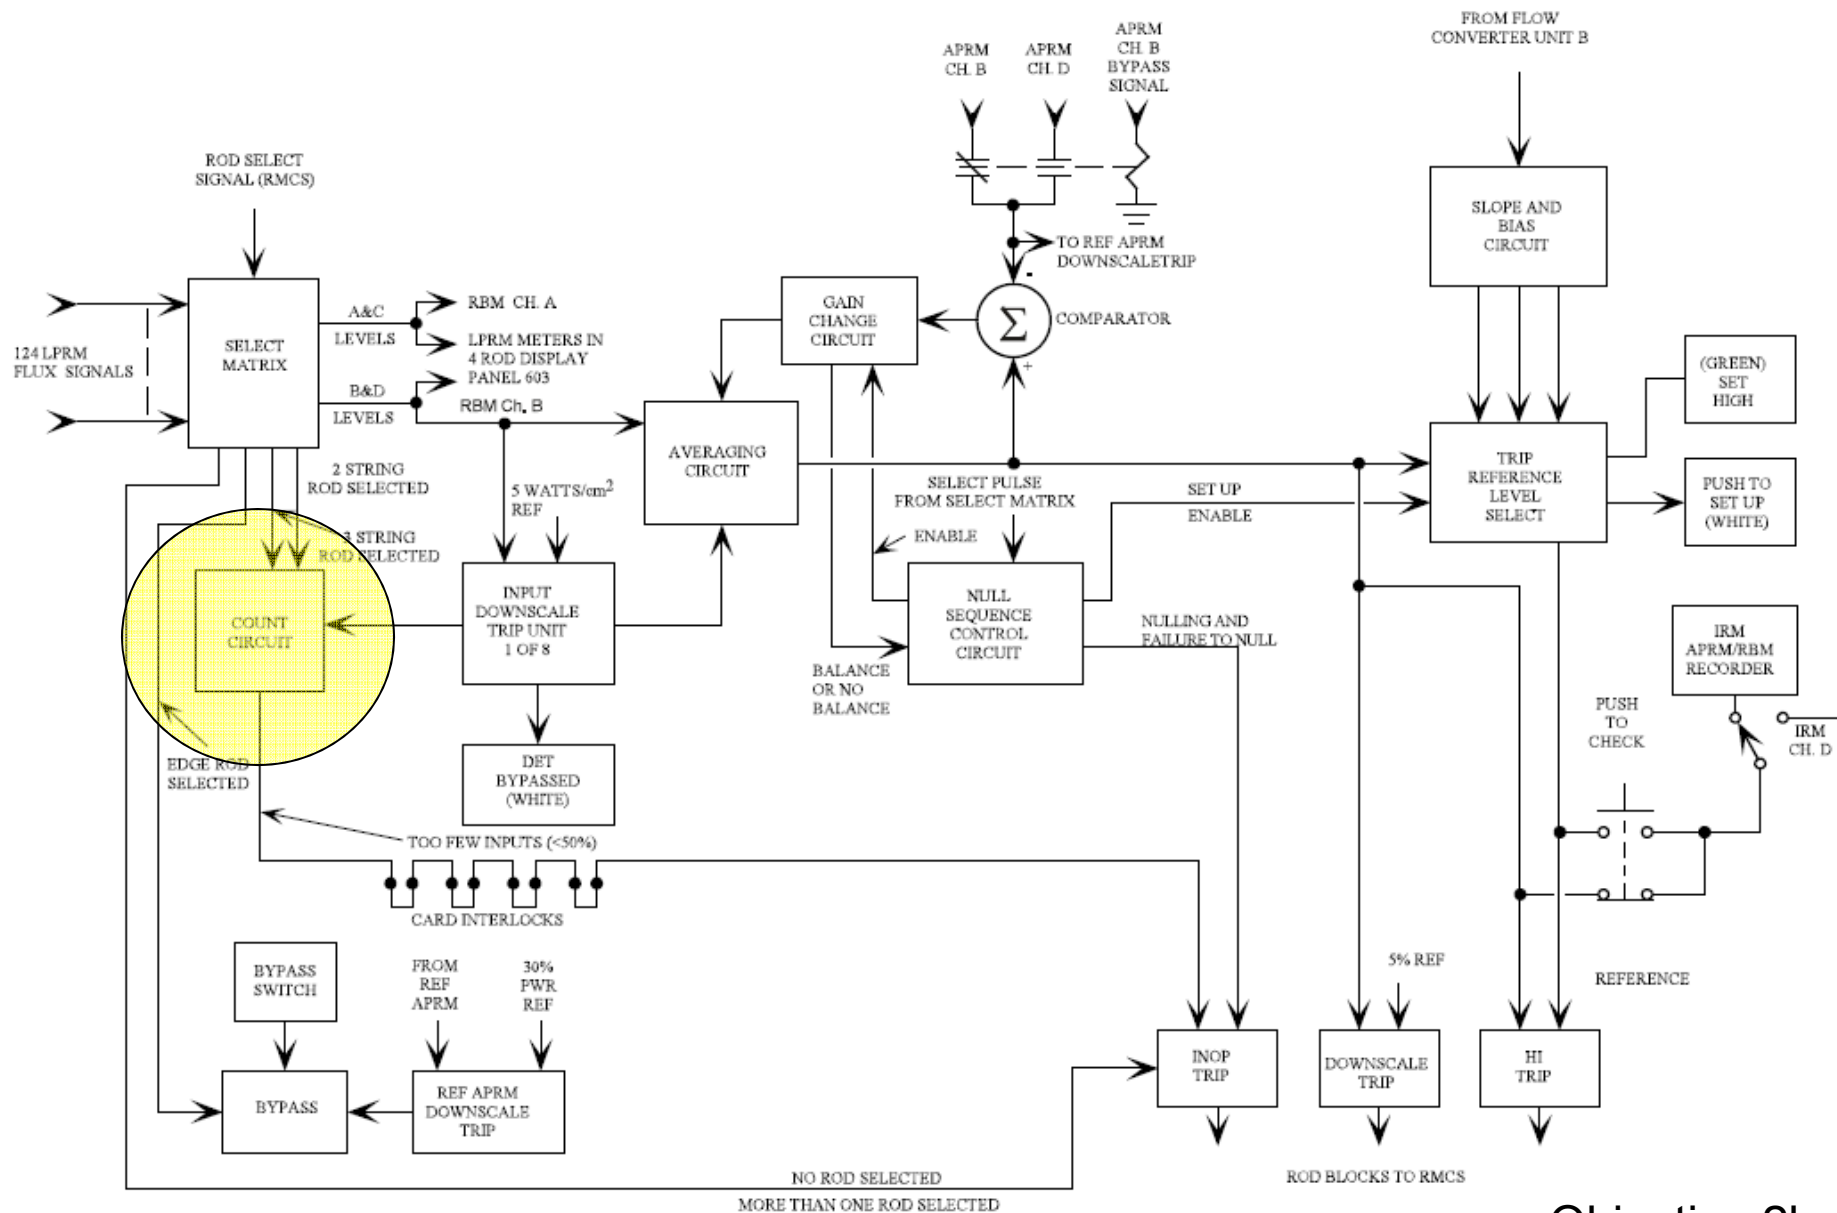 FROM FLOW
CONVERTER UNIT B
APRM
CH. B
APRM
CH. D
APRM
CH. B
BYPASS
SIGNAL
ROD SELECT
SIGNAL (RMCS)
SLOPE AND
BIAS
CIRCUIT
TO REF APRM
DOWNSCALETRIP
-
Σ
+
COMPARATOR
GAIN
CHANGE
CIRCUIT
124 LPRM
FLUX SIGNALS
SELECT
MATRIX
A&C
LEVELS
RBM CH. A
LPRM METERS IN
4 ROD DISPLAY
PANEL 603
B&D
LEVELS
RBM Ch. B
(GREEN)
SET
HIGH
AVERAGING
CIRCUIT
TRIP
REFERENCE
LEVEL
SELECT
PUSH TO
SET UP
(WHITE)
2 STRING
ROD SELECTED
3 STRING
ROD SELECTED
5 WATTS/cm2
REF
SELECT PULSE
FROM SELECT MATRIX
SET UP
ENABLE
ENABLE
COUNT
CIRCUIT
INPUT
DOWNSCALE
TRIP UNIT
1 OF 8
NULL
SEQUENCE
CONTROL
CIRCUIT
NULLING AND
FAILURE TO NULL
BALANCE
OR NO
BALANCE
IRM
APRM/RBM
RECORDER
PUSH
TO
CHECK
IRM
CH. D
EDGE ROD
SELECTED
DET
BYPASSED
(WHITE)
TOO FEW INPUTS (<50%)
CARD INTERLOCKS
BYPASS
SWITCH
FROM
REF
APRM
30%
PWR
REF
5% REF
REFERENCE
BYPASS
REF APRM
DOWNSCALE
TRIP
INOP
TRIP
DOWNSCALE
TRIP
HI
TRIP
NO ROD SELECTED
MORE THAN ONE ROD SELECTED
ROD BLOCKS TO RMCS